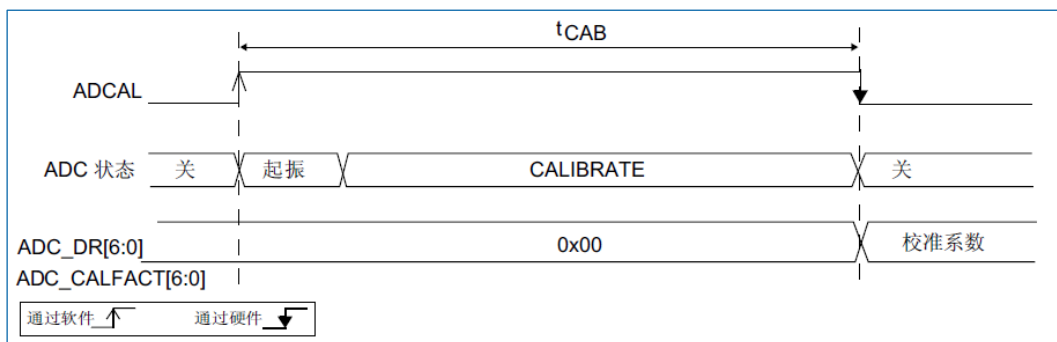 tCAB
ADCAL
ADC 状态 关 起振 CALIBRATE 关
ADC_DR[6:0] 0x00 校准系数
ADC_CALFACT[6:0]
通过软件 通过硬件